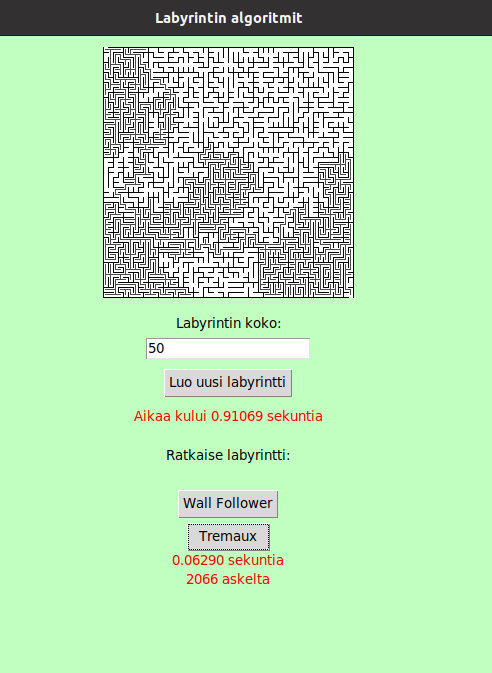 Labyrintin algoritmit
Labyrintin koko:
50
Luo uusi labyrintti
Aikaa kului 0.91069 sekuntia
Ratkaise labyrintti:
Wall Follower
Tremaux
0.06290 sekuntia
2066 askelta